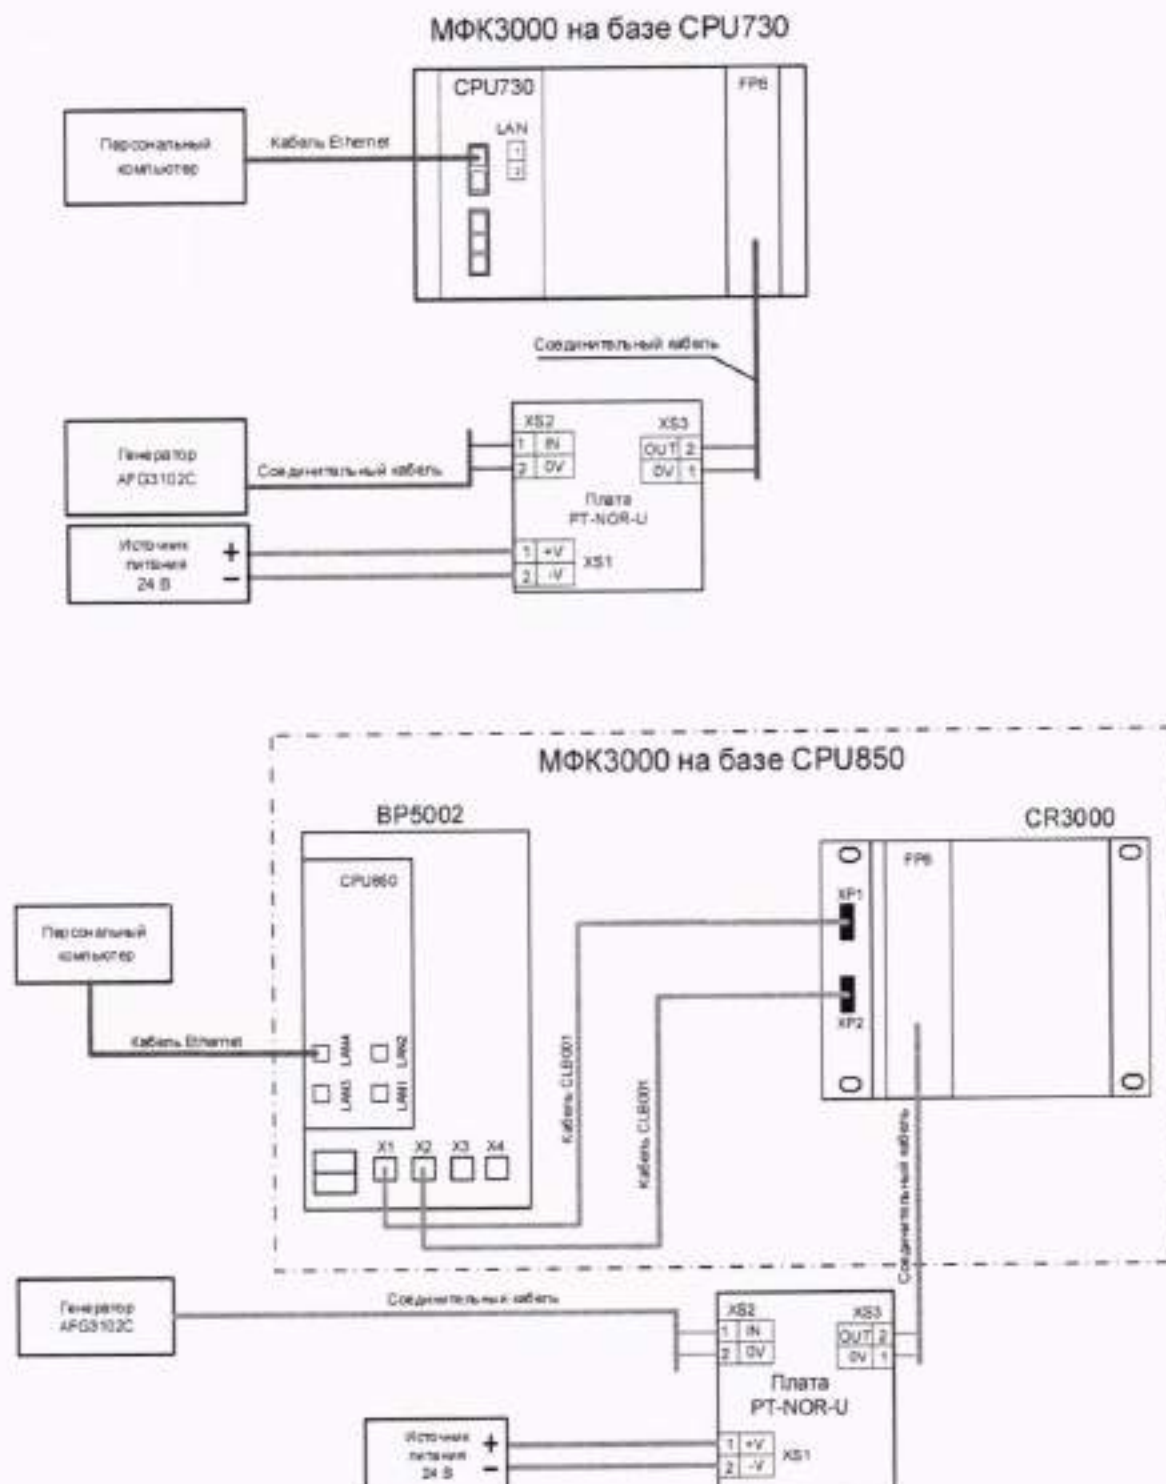 МФК3000 на базе CPU730
CPU730
FP6
LAN
1
2
Персональный
компьютер
Кабель Ethernet
Соединительный кабель
Генератор
AFG3102C
Соединительный кабель
XS2
1 IN
2 0V
XS3
OUT 2
0V 1
Плата
PT-NOR-U
Источник
питания
24 В
+
−
1 +V
2 -V
XS1
МФК3000 на базе CPU850
BP5002
CR3000
CPU850
FP6
XP1
XP2
Персональный
компьютер
Кабель Ethernet
LAN4
LAN2
LAN3
LAN1
X1 X2 X3 X4
Кабель CLB001
Кабель CLB001
Соединительный кабель
Генератор
AFG3102C
Соединительный кабель
XS2
1 IN
2 0V
XS3
OUT 2
0V 1
Плата
PT-NOR-U
Источник
питания
24 В
+
−
1 +V
2 -V
XS1